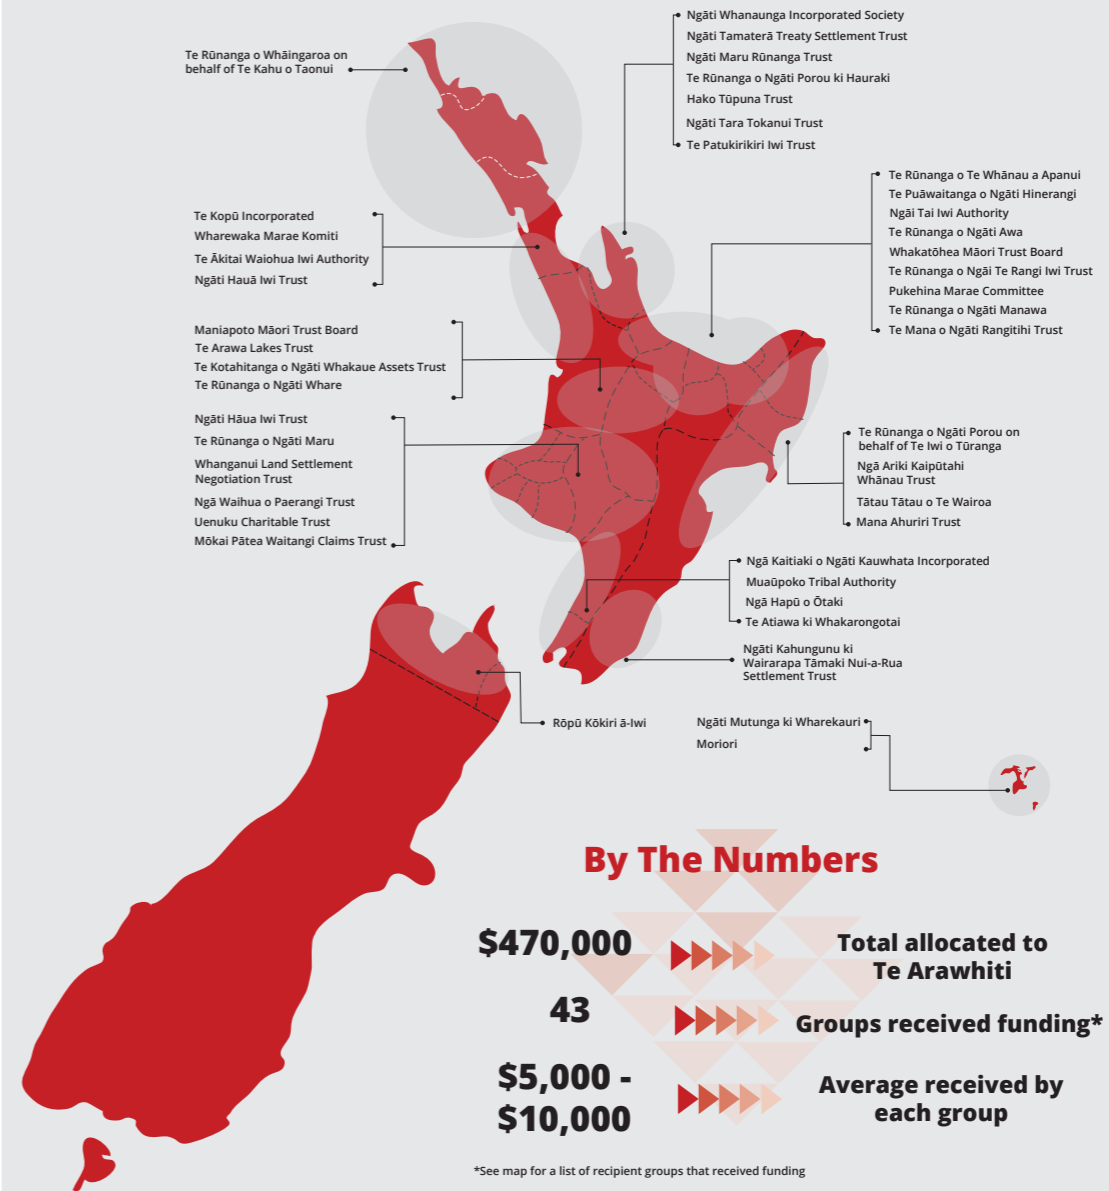 Te Rūnanga o Whāingaroa on
behalf of Te Kahu o Taonui
Ngāti Whanaunga Incorporated Society
Ngāti Tamaterā Treaty Settlement Trust
Ngāti Maru Rūnanga Trust
Te Rūnanga o Ngāti Porou ki Hauraki
Hako Tūpuna Trust
Ngāti Tara Tokanui Trust
Te Patukirikiri Iwi Trust
Te Rūnanga o Te Whānau a Apanui
Te Puāwaitanga o Ngāti Hinerangi
Ngāi Tai Iwi Authority
Te Rūnanga o Ngāti Awa
Whakatōhea Māori Trust Board
Te Rūnanga o Ngāi Te Rangi Iwi Trust
Pukehina Marae Committee
Te Rūnanga o Ngāti Manawa
Te Mana o Ngāti Rangitihi Trust
Te Kopū Incorporated
Wharewaka Marae Komiti
Te Ākitai Waiohua Iwi Authority
Ngāti Hauā Iwi Trust
Maniapoto Māori Trust Board
Te Arawa Lakes Trust
Te Kotahitanga o Ngāti Whakaue Assets Trust
Te Rūnanga o Ngāti Whare
Ngāti Hāua Iwi Trust
Te Rūnanga o Ngāti Maru
Whanganui Land Settlement
Negotiation Trust
Ngā Waihua o Paerangi Trust
Uenuku Charitable Trust
Mōkai Pātea Waitangi Claims Trust
Te Rūnanga o Ngāti Porou on
behalf of Te Iwi o Tūranga
Ngā Ariki Kaipūtahi
Whānau Trust
Tātau Tātau o Te Wairoa
Mana Ahuriri Trust
Ngā Kaitiaki o Ngāti Kauwhata Incorporated
Muaūpoko Tribal Authority
Ngā Hapū o Ōtaki
Te Atiawa ki Whakarongotai
Ngāti Kahungunu ki
Wairarapa Tāmaki Nui-a-Rua
Settlement Trust
Rōpū Kōkiri ā-Iwi
Ngāti Mutunga ki Wharekauri
Moriori
By The Numbers
$470,000
Total allocated to
Te Arawhiti
43
Groups received funding*
$5,000 -
$10,000
Average received by
each group
*See map for a list of recipient groups that received funding